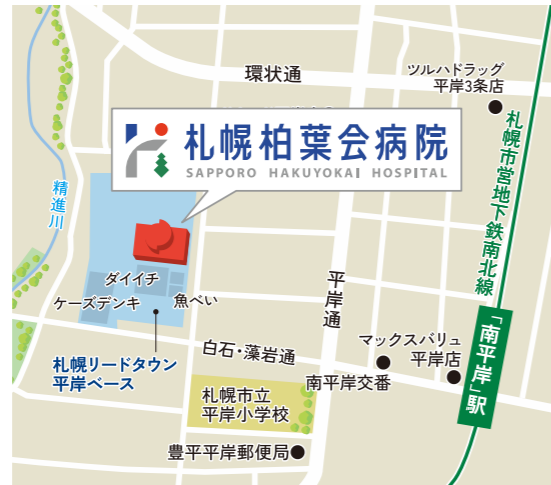 環状通
ツルハドラッグ
平岸3条店
札幌柏葉会病院
SAPPORO HAKUYOKAI HOSPITAL
札幌市営地下鉄南北線
精進川
ダイイチ
ケーズデンキ
魚べい
平岸通
白石・藻岩通
マックスバリュ
平岸店
「南平岸」駅
札幌リードタウン
平岸ベース
南平岸交番
札幌市立
平岸小学校
豊平平岸郵便局